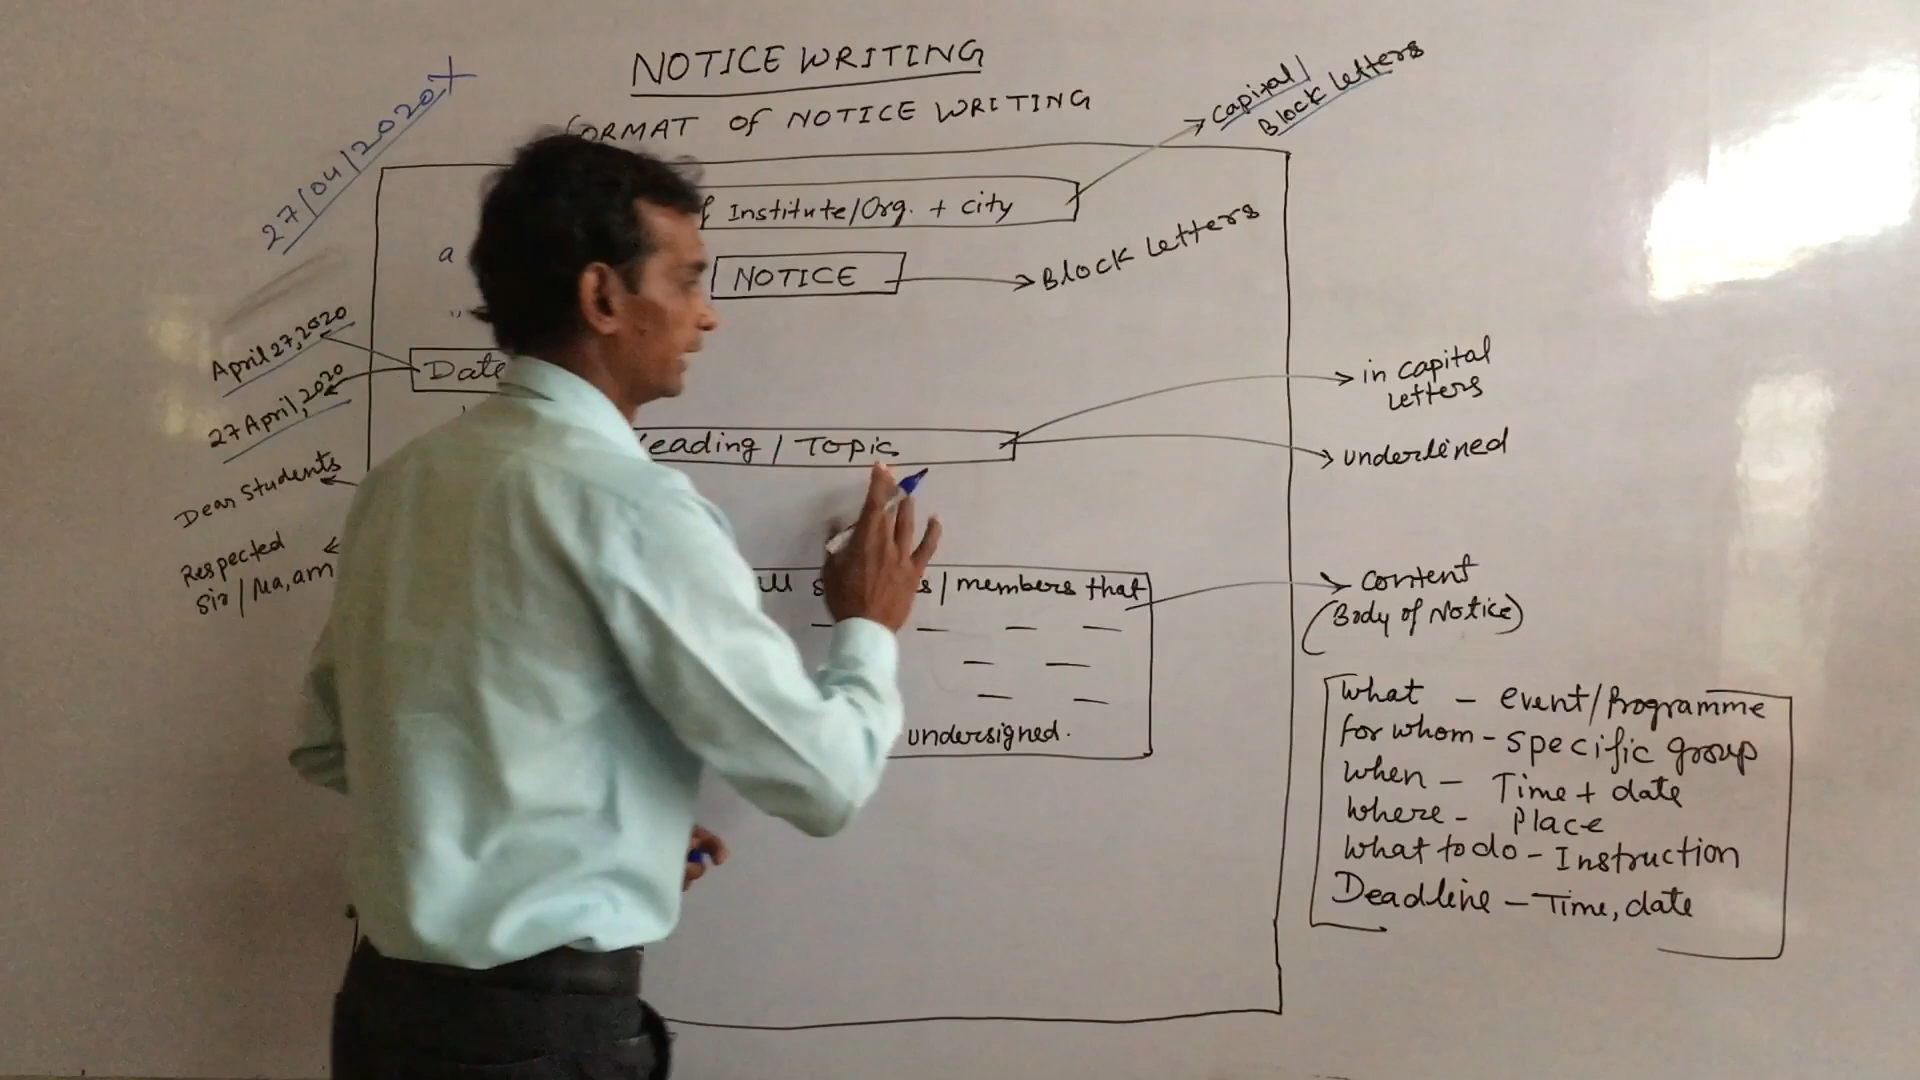 NOTICE WRITING
FORMAT OF NOTICE WRITING
27/04/2020 X
Capital/
Block Letters
f Institute/Org. + city
a
NOTICE
Block Letters
April 27, 2020
27 April, 2020
Date
eading / Topic
in capital
letters
underlined
Dear Students
Respected
Sir / Ma,am
members that
undersigned.
Content
(Body of Notice)
What - event/Programme
for whom - specific group
when - Time + date
where - Place
What to do - Instruction
Deadline - Time, date